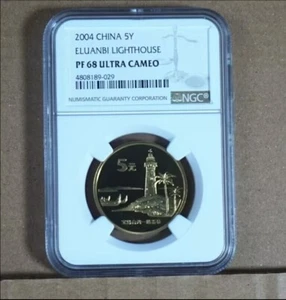 2004 CHINA 5Y
ELUANBI LIGHTHOUSE
PF 68 ULTRA CAMEO
4808189-029
NUMISMATIC GUARANTY CORPORATION
NGC
5元